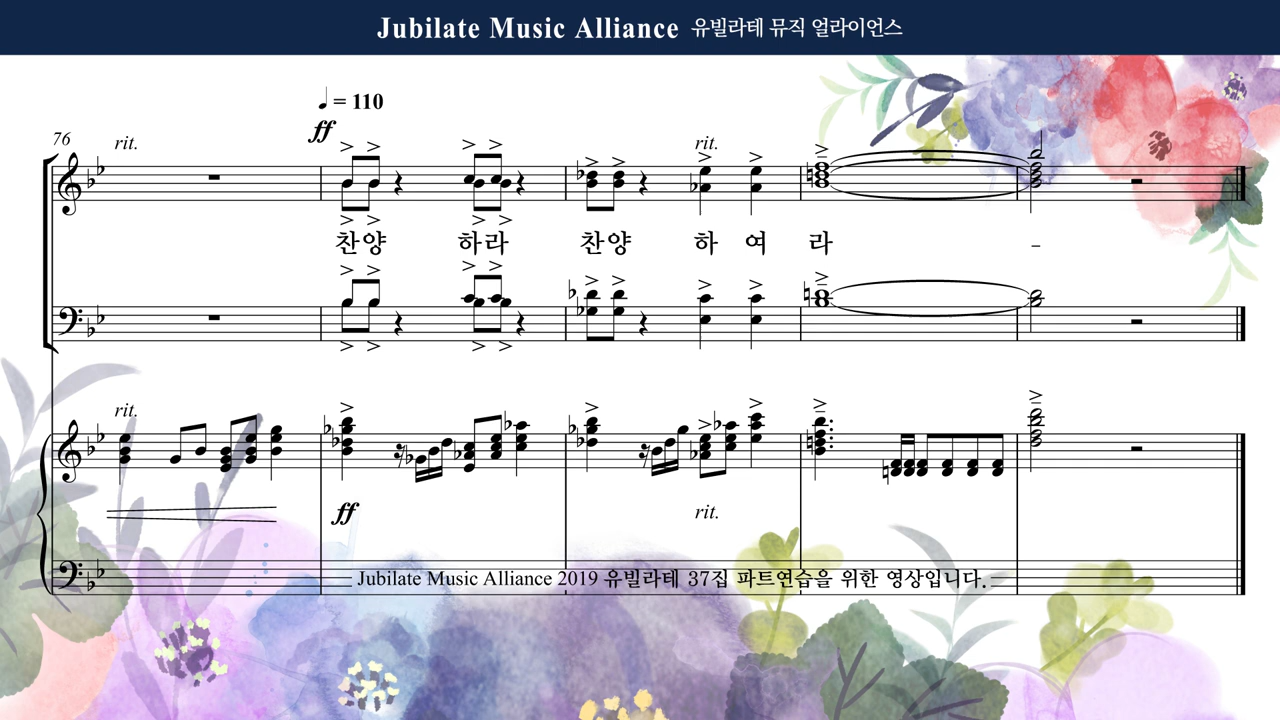 Jubilate Music Alliance 유빌라테 뮤직 얼라이언스
♩ = 110
ff
76 rit. rit.
찬양 하라 찬양 하 여 라 -
rit.
ff rit.
Jubilate Music Alliance 2019 유빌라테 37집 파트연습을 위한 영상입니다.